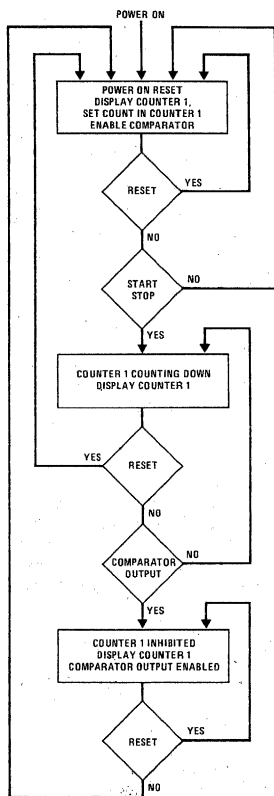 POWER ON
POWER ON RESET
DISPLAY COUNTER 1,
SET COUNT IN COUNTER 1
ENABLE COMPARATOR
RESET
YES
NO
START
STOP
NO
YES
COUNTER 1 COUNTING DOWN
DISPLAY COUNTER 1
YES
RESET
NO
COMPARATOR
OUTPUT
NO
YES
COUNTER 1 INHIBITED
DISPLAY COUNTER 1
COMPARATOR OUTPUT ENABLED
RESET
YES
NO